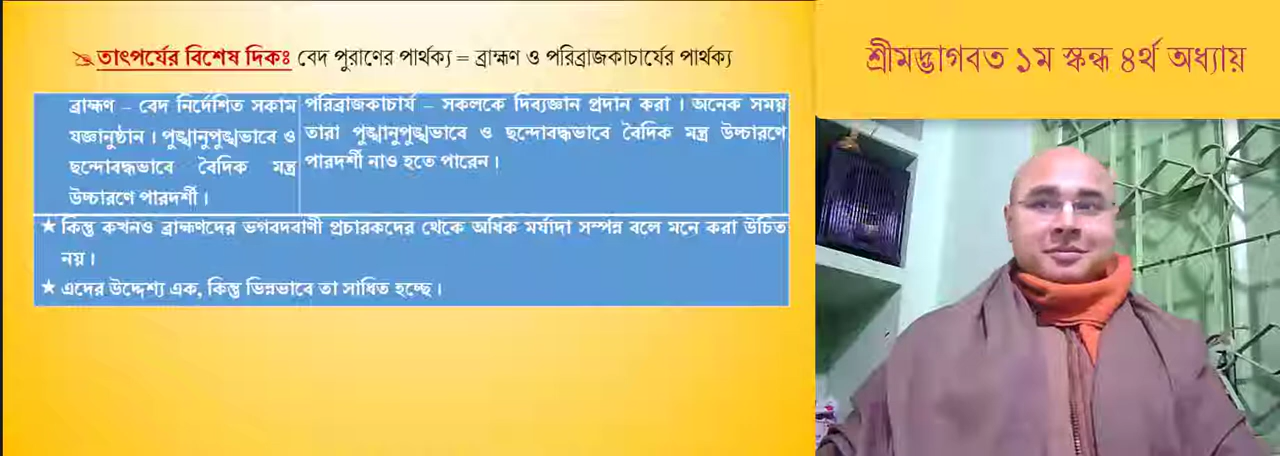 তাৎপর্যের বিশেষ দিকঃ বেদ পুরাণের পার্থক্য = ব্রাহ্মণ ও পরিব্রাজকাচার্যের পার্থক্য
শ্রীমদ্ভাগবত ১ম স্কন্ধ ৪র্থ অধ্যায়
ব্রাহ্মণ – বেদ নির্দেশিত সকাম
যজ্ঞানুষ্ঠান। পুঙ্খানুপুঙ্খভাবে ও
ছন্দোবদ্ধভাবে বৈদিক মন্ত্র
উচ্চারণে পারদর্শী।
পরিব্রাজকাচার্য – সকলকে দিব্যজ্ঞান প্রদান করা। অনেক সময়
তারা পুঙ্খানুপুঙ্খভাবে ও ছন্দোবদ্ধভাবে বৈদিক মন্ত্র উচ্চারণে
পারদর্শী নাও হতে পারেন।
★ কিন্তু কখনও ব্রাহ্মণদের ভগবদবাণী প্রচারকদের থেকে অধিক মর্যাদা সম্পন্ন বলে মনে করা উচিত
নয়।
★ এদের উদ্দেশ্য এক, কিন্তু ভিন্নভাবে তা সাধিত হচ্ছে।